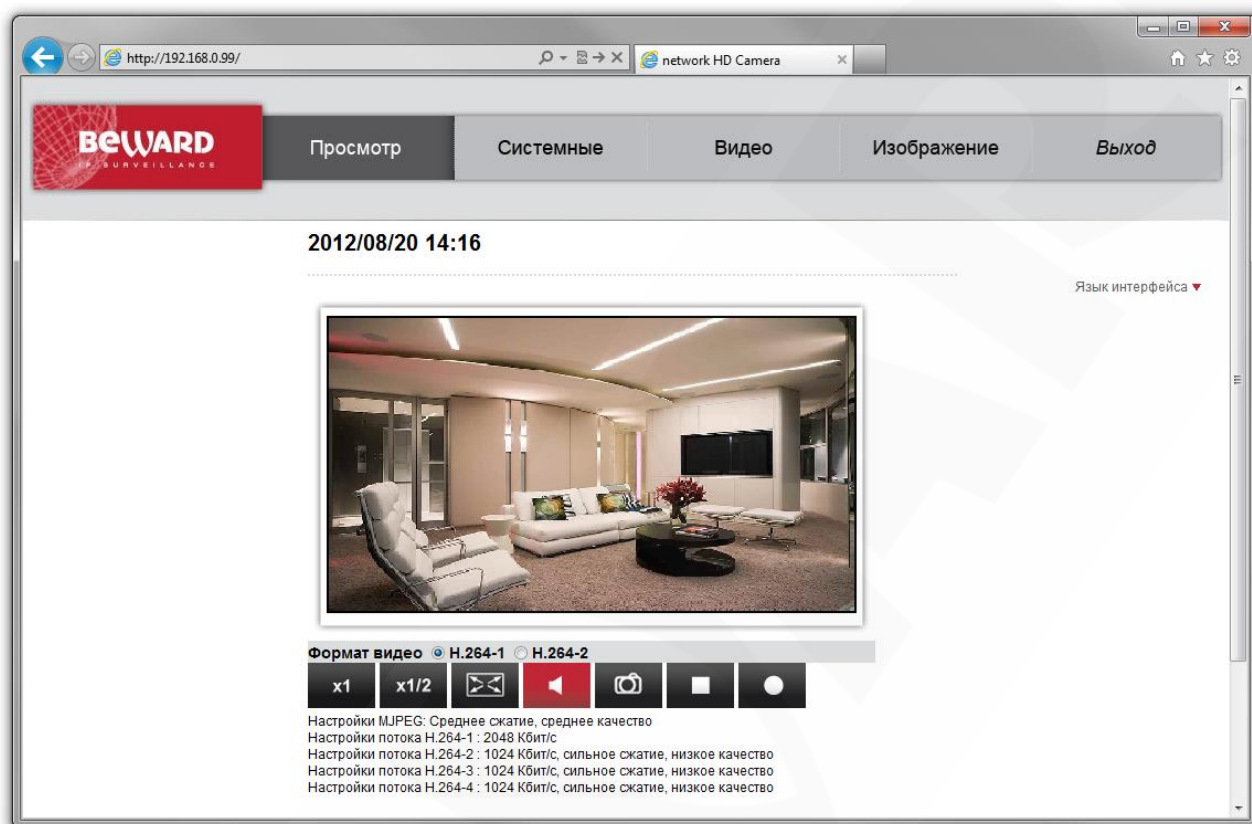 http://192.168.0.99/
network HD Camera
BEWARD
IP SURVEILLANCE
Просмотр
Системные
Видео
Изображение
Выход
2012/08/20 14:16
Язык интерфейса
Формат видео H.264-1 H.264-2
x1 x1/2
Настройки MJPEG: Среднее сжатие, среднее качество
Настройки потока H.264-1 : 2048 Кбит/с
Настройки потока H.264-2 : 1024 Кбит/с, сильное сжатие, низкое качество
Настройки потока H.264-3 : 1024 Кбит/с, сильное сжатие, низкое качество
Настройки потока H.264-4 : 1024 Кбит/с, сильное сжатие, низкое качество